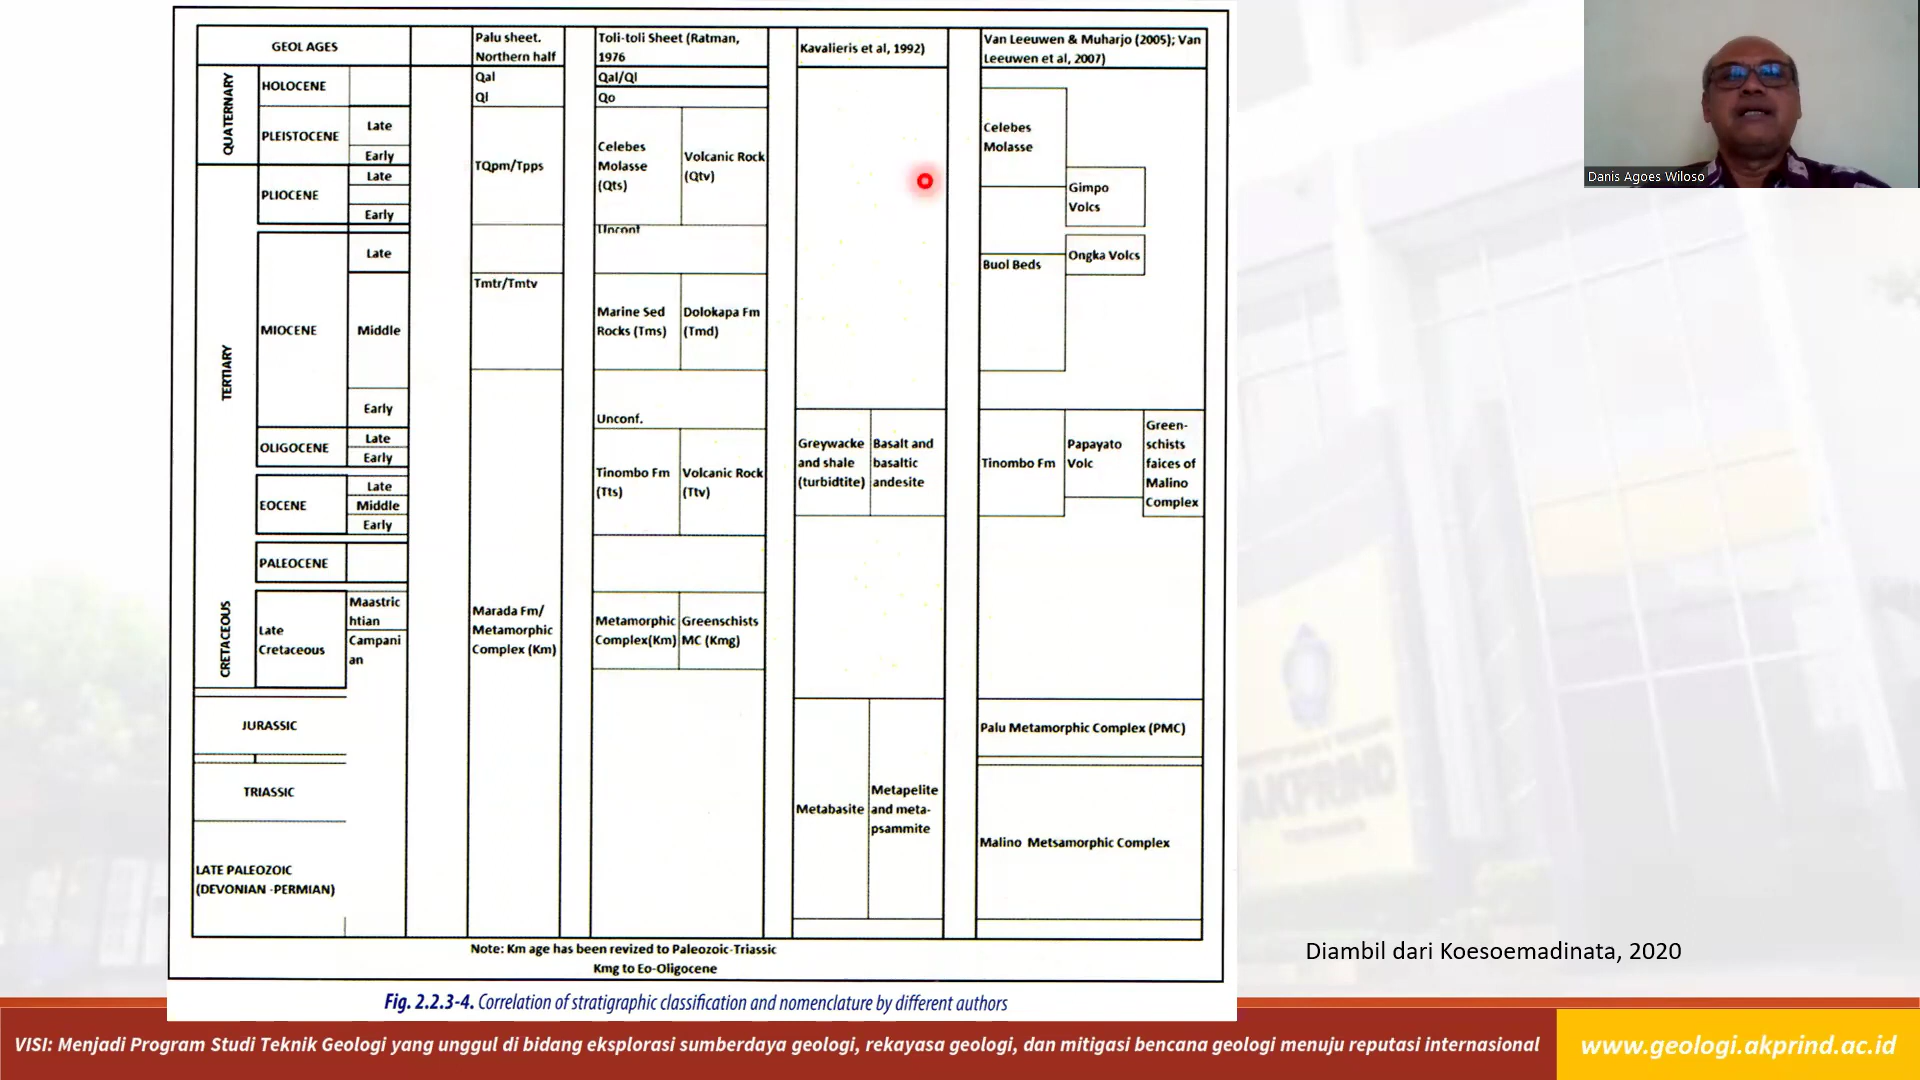 GEOL AGES
Palu sheet.
Northern half
Toli-toli Sheet (Ratman,
1976
Kavalieris et al, 1992)
Van Leeuwen & Muharjo (2005); Van
Leeuwen et al, 2007)
QUATERNARY
HOLOCENE
PLEISTOCENE
Late
Early
TERTIARY
PLIOCENE
Late
Early
MIOCENE
Late
Middle
Early
OLIGOCENE
Late
Early
EOCENE
Late
Middle
Early
PALEOCENE
CRETACEOUS
Late
Cretaceous
Maastric
htian
Campani
an
JURASSIC
TRIASSIC
LATE PALEOZOIC
(DEVONIAN -PERMIAN)
Qal
Ql
TQpm/Tpps
Tmtr/Tmtv
Marada Fm/
Metamorphic
Complex (Km)
Qal/Ql
Qo
Celebes
Molasse
(Qts)
Volcanic Rock
(Qtv)
Uncont
Marine Sed
Rocks (Tms)
Dolokapa Fm
(Tmd)
Unconf.
Tinombo Fm
(Tts)
Volcanic Rock
(Ttv)
Metamorphic
Complex(Km)
Greenschists
MC (Kmg)
Greywacke
and shale
(turbidtite)
Basalt and
basaltic
andesite
Metabasite
Metapelite
and meta-
psammite
Celebes
Molasse
Gimpo
Volcs
Ongka Volcs
Buol Beds
Tinombo Fm
Papayato
Volc
Green-
schists
faices of
Malino
Complex
Palu Metamorphic Complex (PMC)
Malino Metsamorphic Complex
Note: Km age has been revized to Paleozoic-Triassic
Kmg to Eo-Oligocene
Fig. 2.2.3-4. Correlation of stratigraphic classification and nomenclature by different authors
Danis Agoes Wiloso
AKPRIND
Diambil dari Koesoemadinata, 2020
VISI: Menjadi Program Studi Teknik Geologi yang unggul di bidang eksplorasi sumberdaya geologi, rekayasa geologi, dan mitigasi bencana geologi menuju reputasi internasional
www.geologi.akprind.ac.id